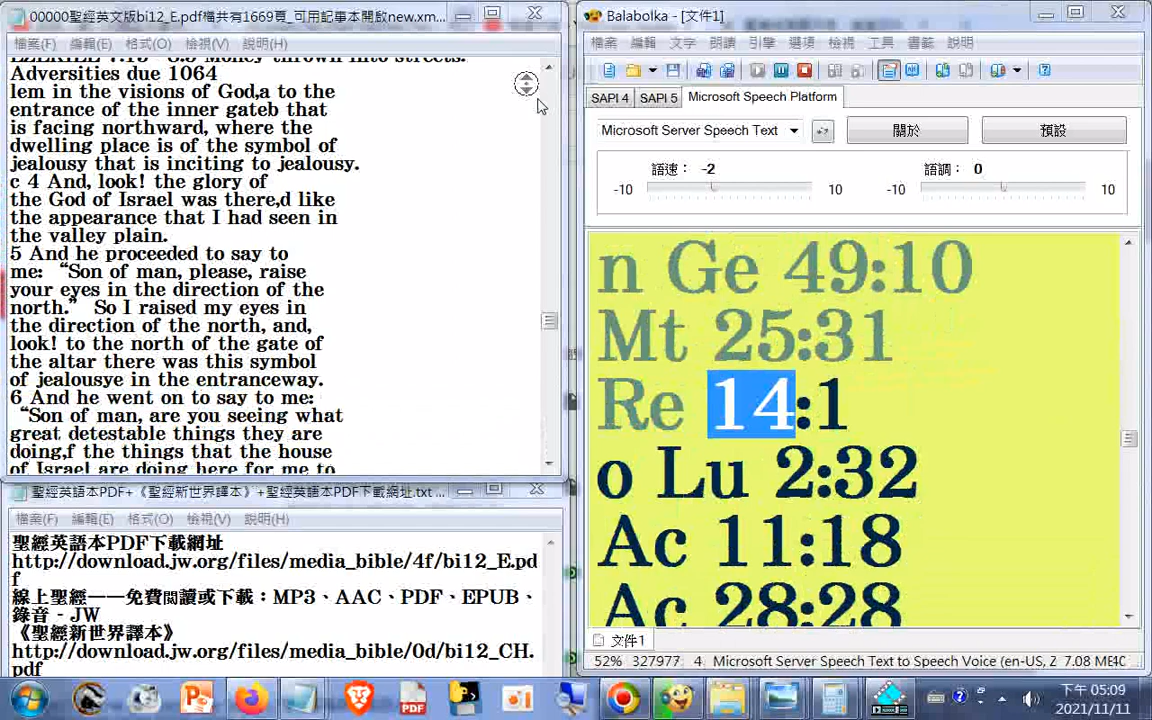 00000聖經英文版bi12_E.pdf檔共有1669頁_可用記事本開啟new.xm...
檔案(F) 編輯(E) 格式(O) 檢視(V) 說明(H)
EZEKIEL 7:15—8:5 Money thrown into streets.
Adversities due 1064
lem in the visions of God,a to the
entrance of the inner gateb that
is facing northward, where the
dwelling place is of the symbol of
jealousy that is inciting to jealousy.
c 4 And, look! the glory of
the God of Israel was there,d like
the appearance that I had seen in
the valley plain.
5 And he proceeded to say to
me: “Son of man, please, raise
your eyes in the direction of the
north.” So I raised my eyes in
the direction of the north, and,
look! to the north of the gate of
the altar there was this symbol
of jealousye in the entranceway.
6 And he went on to say to me:
“Son of man, are you seeing what
great detestable things they are
doing,f the things that the house
of Israel are doing here for me to
聖經英語本PDF+《聖經新世界譯本》+聖經英語本PDF下載網址.txt ...
檔案(F) 編輯(E) 格式(O) 檢視(V) 說明(H)
聖經英語本PDF下載網址
http://download.jw.org/files/media_bible/4f/bi12_E.pd
f
線上聖經——免費閱讀或下載：MP3、AAC、PDF、EPUB、
錄音 - JW
《聖經新世界譯本》
http://download.jw.org/files/media_bible/0d/bi12_CH.
pdf
Balabolka - [文件1]
檔案 編輯 文字 朗讀 引擎 選項 檢視 工具 書籤 說明
SAPI 4 SAPI 5 Microsoft Speech Platform
Microsoft Server Speech Text 關於 預設
語速： -2 語調： 0
-10 10 -10 10
n Ge 49:10
Mt 25:31
Re 14:1
o Lu 2:32
Ac 11:18
Ac 28:28
文件1
52% 327977 4. Microsoft Server Speech Text to Speech Voice (en-US, Z 7.08 ME
下午 05:09
2021/11/11